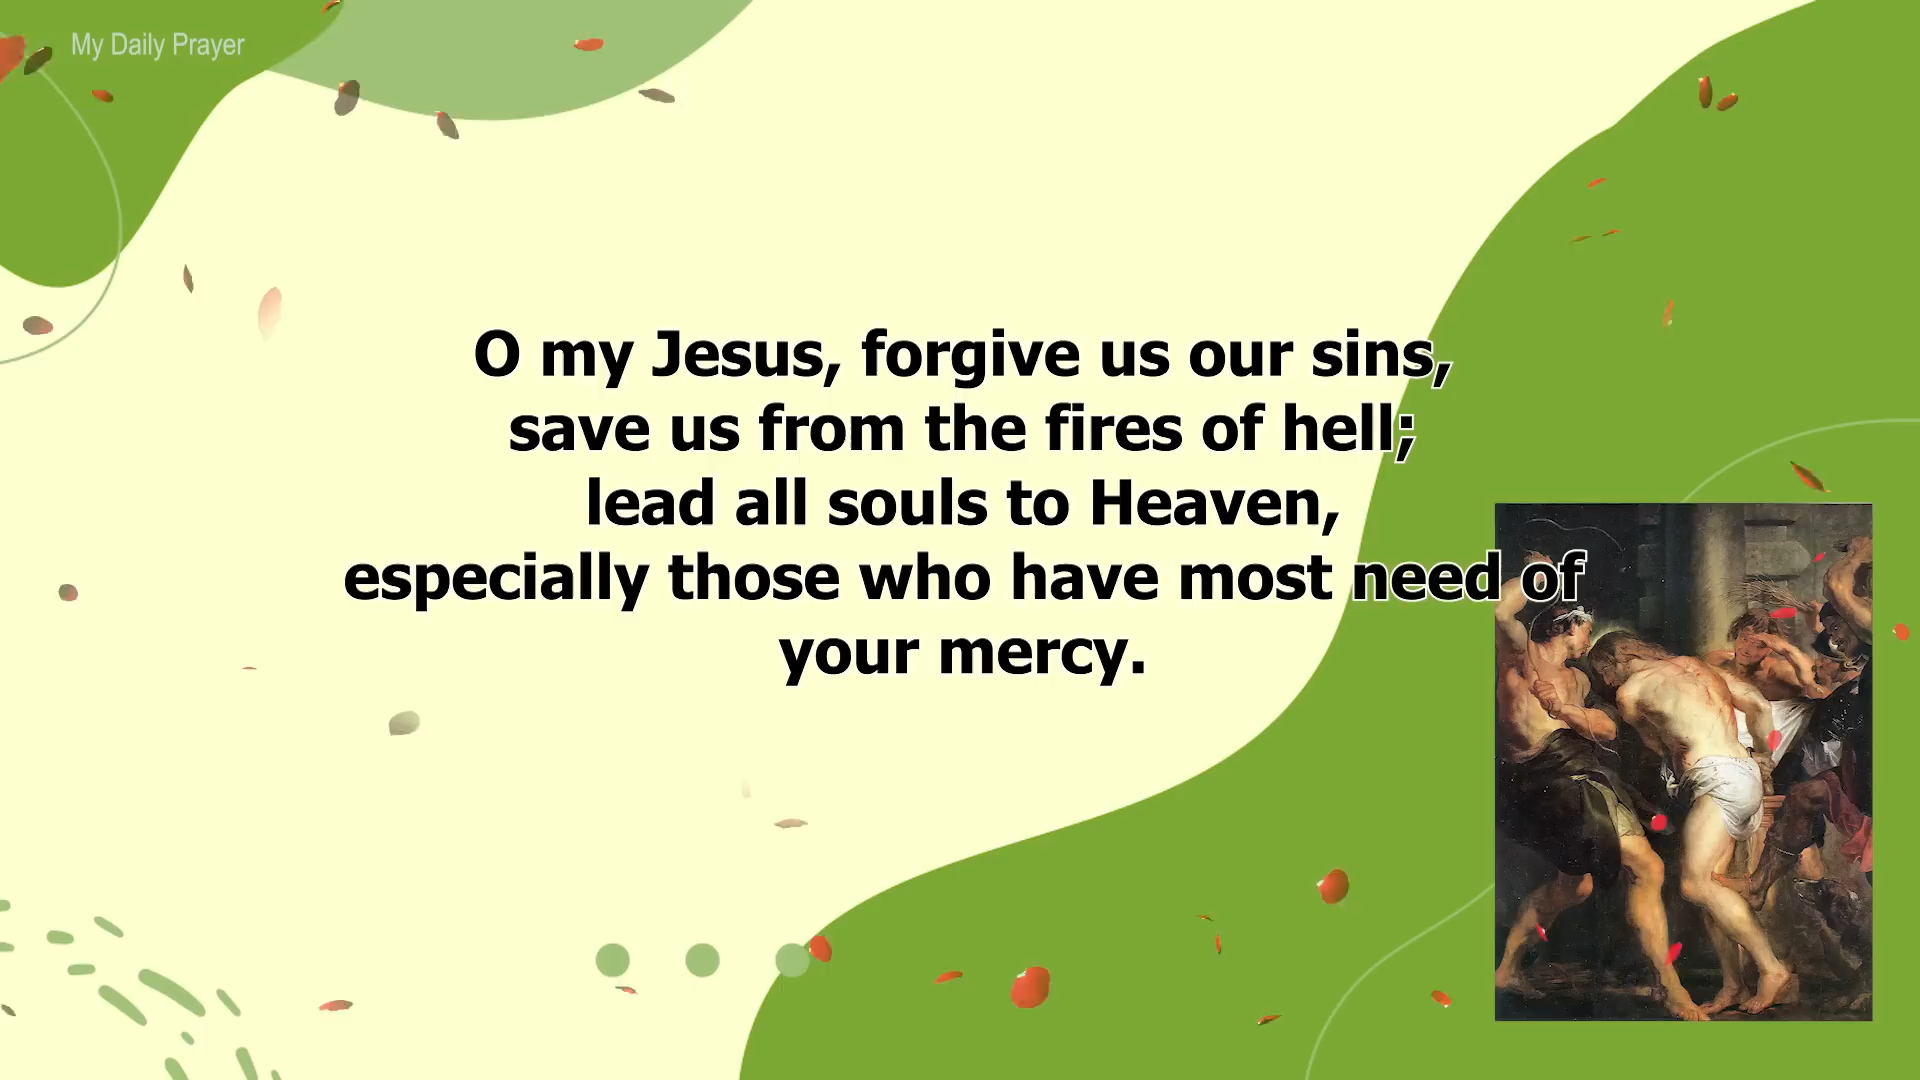 My Daily Prayer
O my Jesus, forgive us our sins,
save us from the fires of hell;
lead all souls to Heaven,
especially those who have most need of
your mercy.